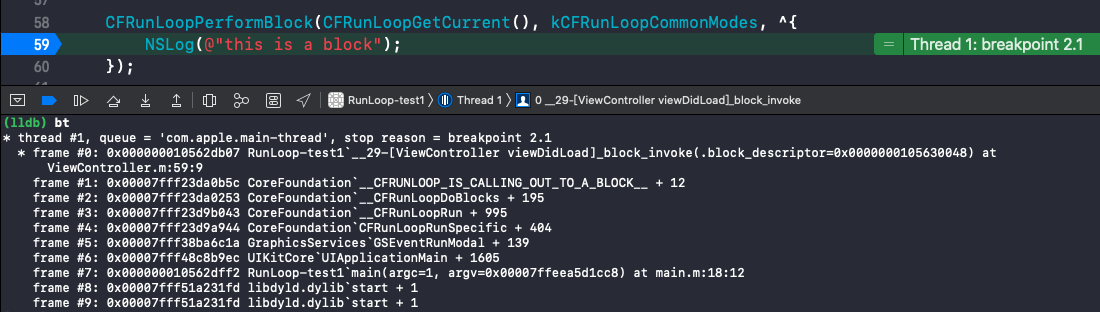 58 CFRunLoopPerformBlock(CFRunLoopGetCurrent(), kCFRunLoopCommonModes, ^{
59 NSLog(@"this is a block"); = Thread 1: breakpoint 2.1
60 });
RunLoop-test1 〉 Thread 1 〉 0 __29-[ViewController viewDidLoad]_block_invoke
(lldb) bt
* thread #1, queue = 'com.apple.main-thread', stop reason = breakpoint 2.1
* frame #0: 0x000000010562db07 RunLoop-test1`__29-[ViewController viewDidLoad]_block_invoke(.block_descriptor=0x0000000105630048) at
ViewController.m:59:9
frame #1: 0x00007fff23da0b5c CoreFoundation`__CFRUNLOOP_IS_CALLING_OUT_TO_A_BLOCK__ + 12
frame #2: 0x00007fff23da0253 CoreFoundation`__CFRunLoopDoBlocks + 195
frame #3: 0x00007fff23d9b043 CoreFoundation`__CFRunLoopRun + 995
frame #4: 0x00007fff23d9a944 CoreFoundation`CFRunLoopRunSpecific + 404
frame #5: 0x00007fff38ba6c1a GraphicsServices`GSEventRunModal + 139
frame #6: 0x00007fff48c8b9ec UIKitCore`UIApplicationMain + 1605
frame #7: 0x000000010562dff2 RunLoop-test1`main(argc=1, argv=0x00007ffeea5d1cc8) at main.m:18:12
frame #8: 0x00007fff51a231fd libdyld.dylib`start + 1
frame #9: 0x00007fff51a231fd libdyld.dylib`start + 1